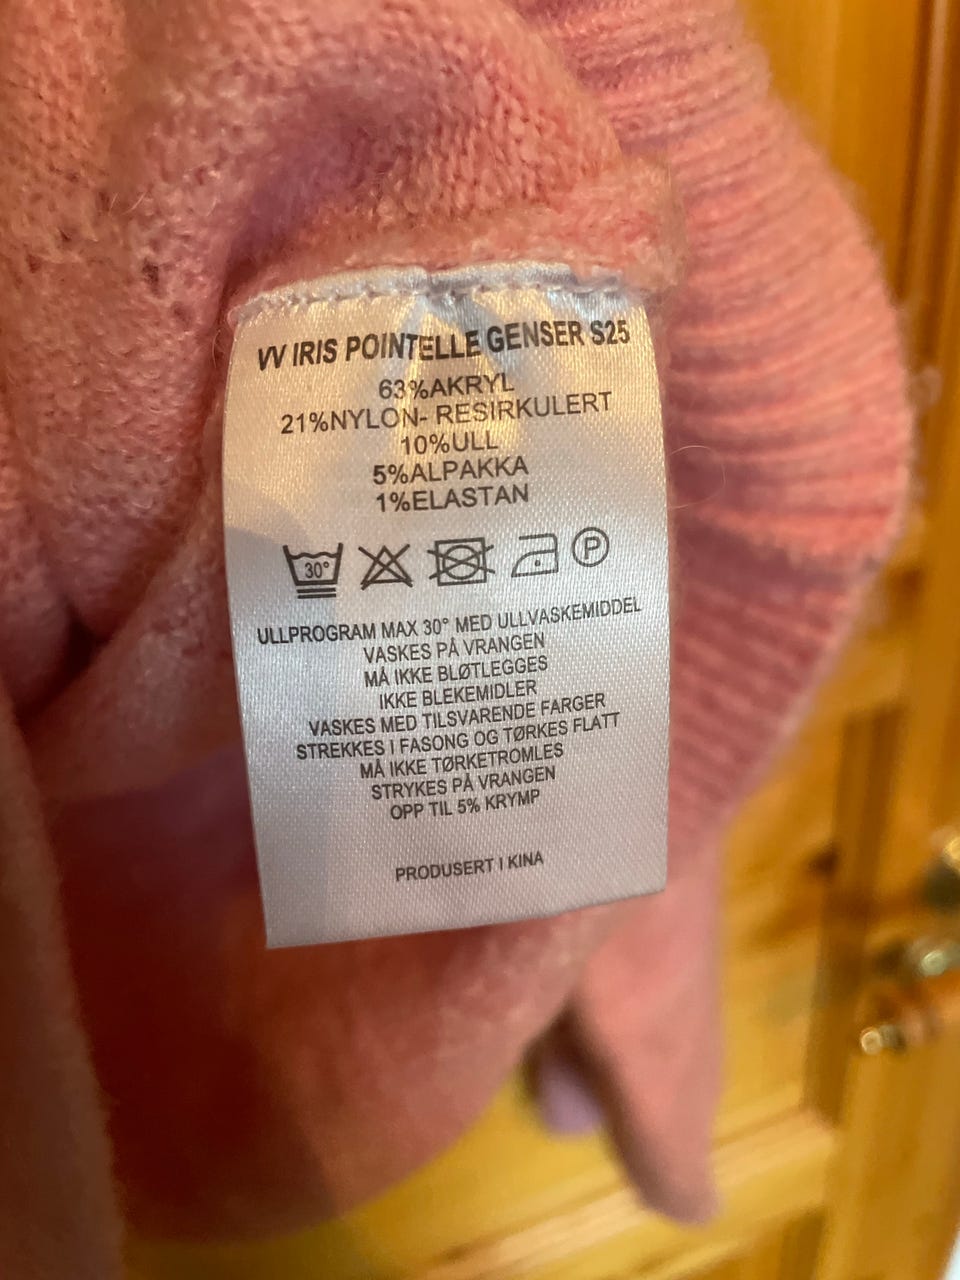 VV IRIS POINTELLE GENSER S25
63%AKRYL
21%NYLON- RESIRKULERT
10%ULL
5%ALPAKKA
1%ELASTAN
30° P
ULLPROGRAM MAX 30° MED ULLVASKEMIDDEL
VASKES PÅ VRANGEN
MÅ IKKE BLØTLEGGES
IKKE BLEKEMIDLER
VASKES MED TILSVARENDE FARGER
STREKKES I FASONG OG TØRKES FLATT
MÅ IKKE TØRKETROMLES
STRYKES PÅ VRANGEN
OPP TIL 5% KRYMP
PRODUSERT I KINA